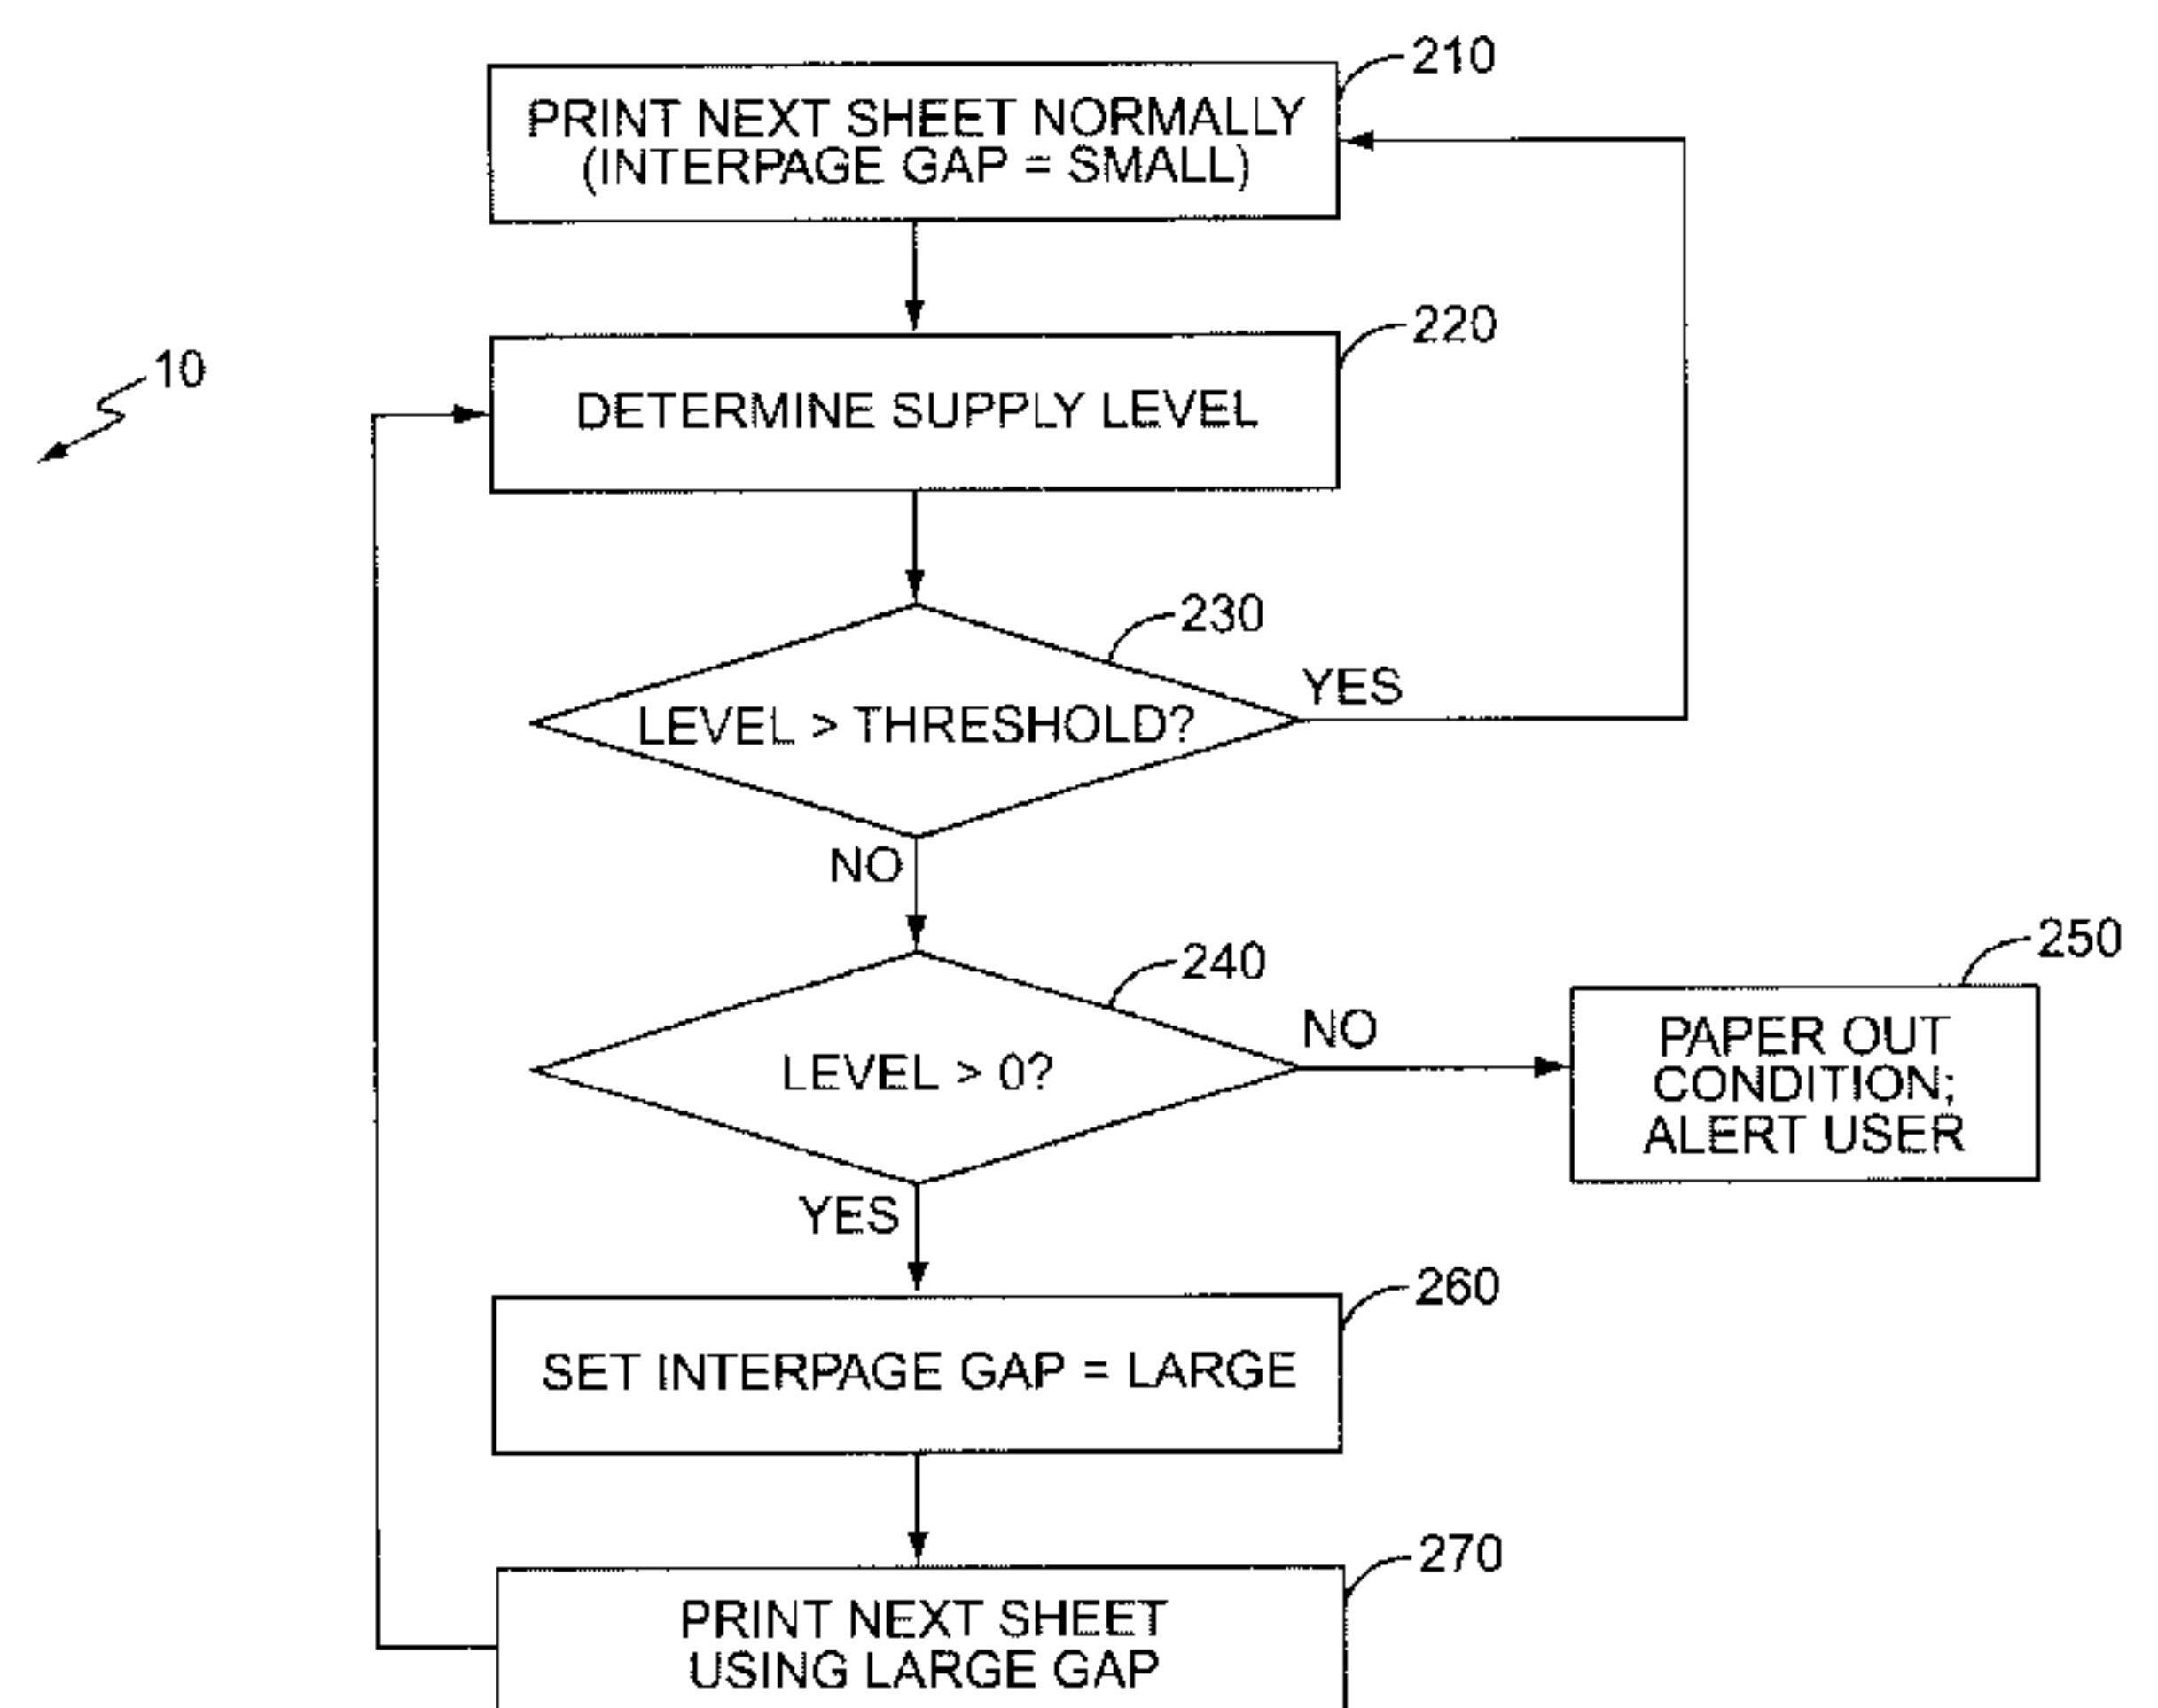 210
PRINT NEXT SHEET NORMALLY
(INTERPAGE GAP = SMALL)
220
10
DETERMINE SUPPLY LEVEL
230
YES
LEVEL > THRESHOLD?
NO
240
250
NO
PAPER OUT
CONDITION;
ALERT USER
LEVEL > 0?
YES
260
SET INTERPAGE GAP = LARGE
270
PRINT NEXT SHEET
USING LARGE GAP